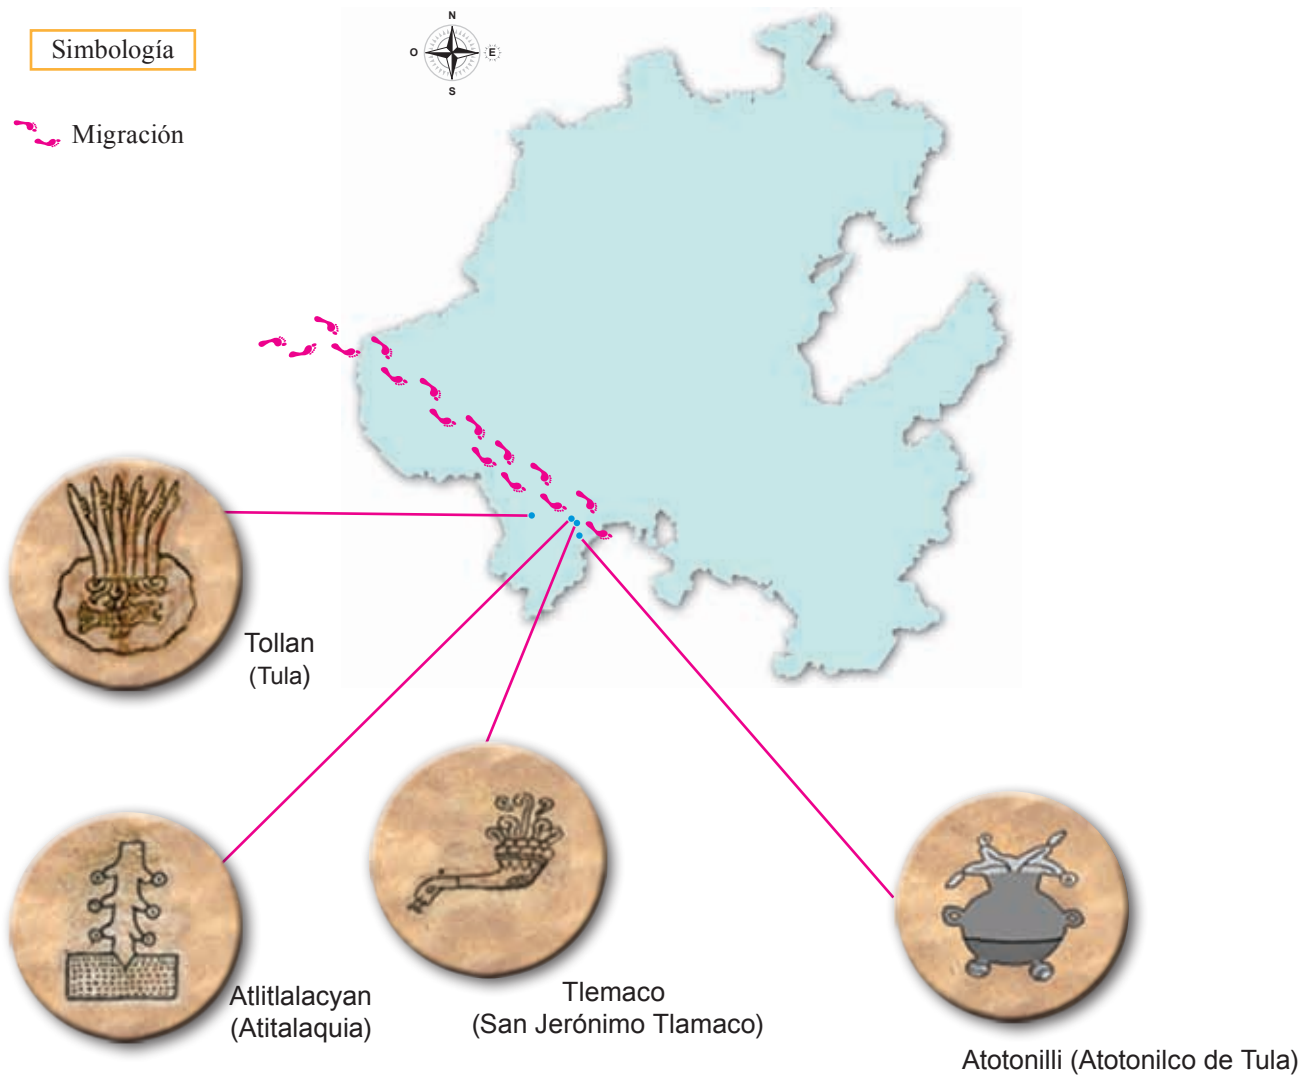 Simbología
Migración
N
O
E
S
Tollan
(Tula)
Atlitlalacyan
(Atitalaquia)
Tlemaco
(San Jerónimo Tlamaco)
Atotonilli (Atotonilco de Tula)